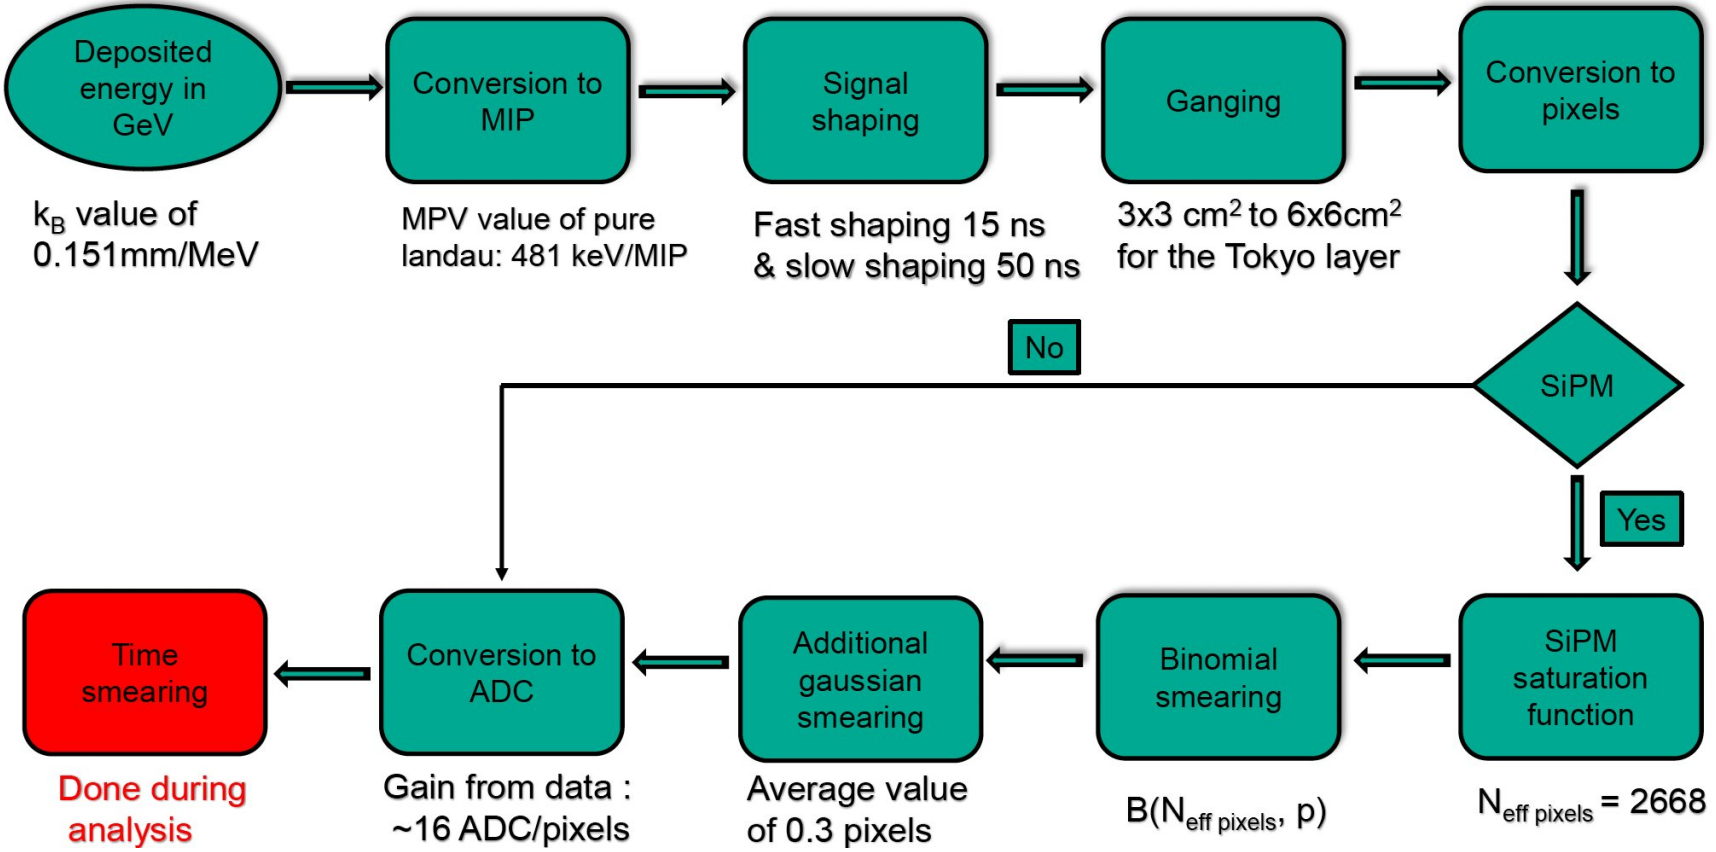 Deposited
energy in
GeV
Conversion to
MIP
Signal
shaping
Ganging
Conversion to
pixels
k_B value of
0.151mm/MeV
MPV value of pure
landau: 481 keV/MIP
Fast shaping 15 ns
& slow shaping 50 ns
3x3 cm² to 6x6cm²
for the Tokyo layer
No
SiPM
Yes
Time
smearing
Conversion to
ADC
Additional
gaussian
smearing
Binomial
smearing
SiPM
saturation
function
Done during
analysis
Gain from data :
~16 ADC/pixels
Average value
of 0.3 pixels
B(N_eff pixels, p)
N_eff pixels = 2668